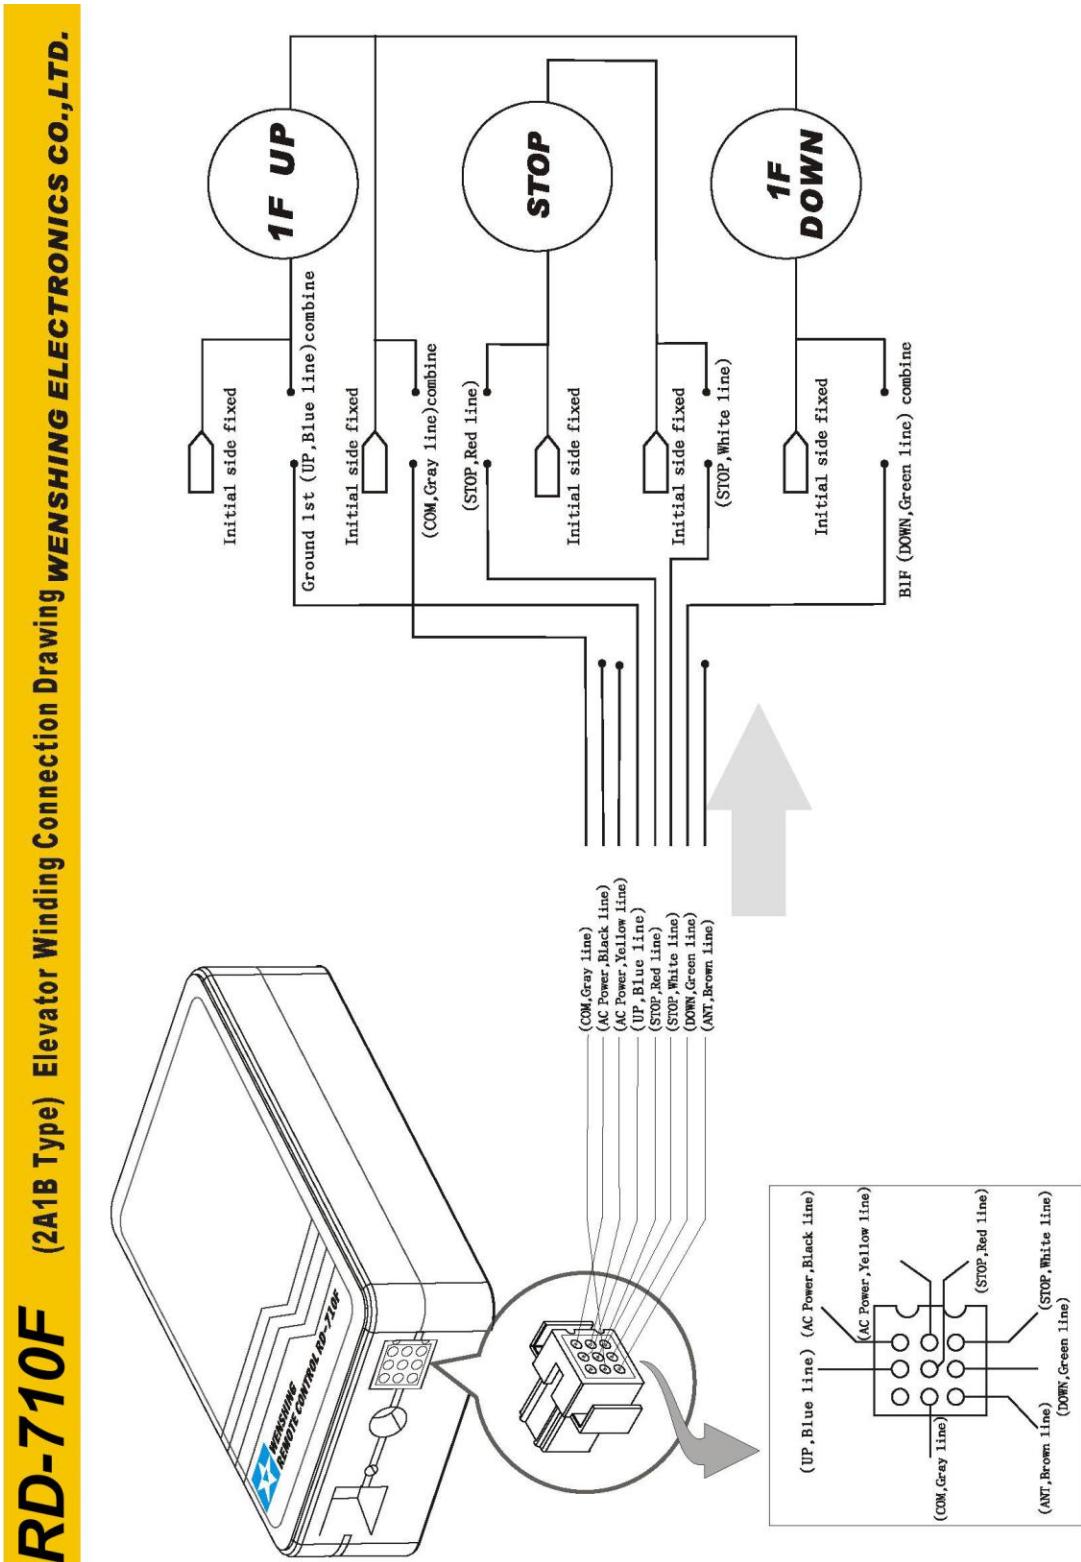 RD-710F (2A1B Type) Elevator Winding Connection Drawing WENSHING ELECTRONICS CO.,LTD.
WENSHING
REMOTE CONTROL RD-710F
1F UP
STOP
1F
DOWN
Initial side fixed
Ground 1st (UP,Blue line)combine
Initial side fixed
(COM,Gray line)combine
(STOP,Red line)
Initial side fixed
Initial side fixed
(STOP,White line)
Initial side fixed
B1F (DOWN,Green line) combine
(COM,Gray line)
(AC Power,Black line)
(AC Power,Yellow line)
(UP,Blue line)
(STOP,Red line)
(STOP,White line)
(DOWN,Green line)
(ANT,Brown line)
(UP,Blue line) (AC Power,Black line)
(AC Power,Yellow line)
(STOP,Red line)
(COM,Gray line)
(STOP,White line)
(DOWN,Green line)
(ANT,Brown line)